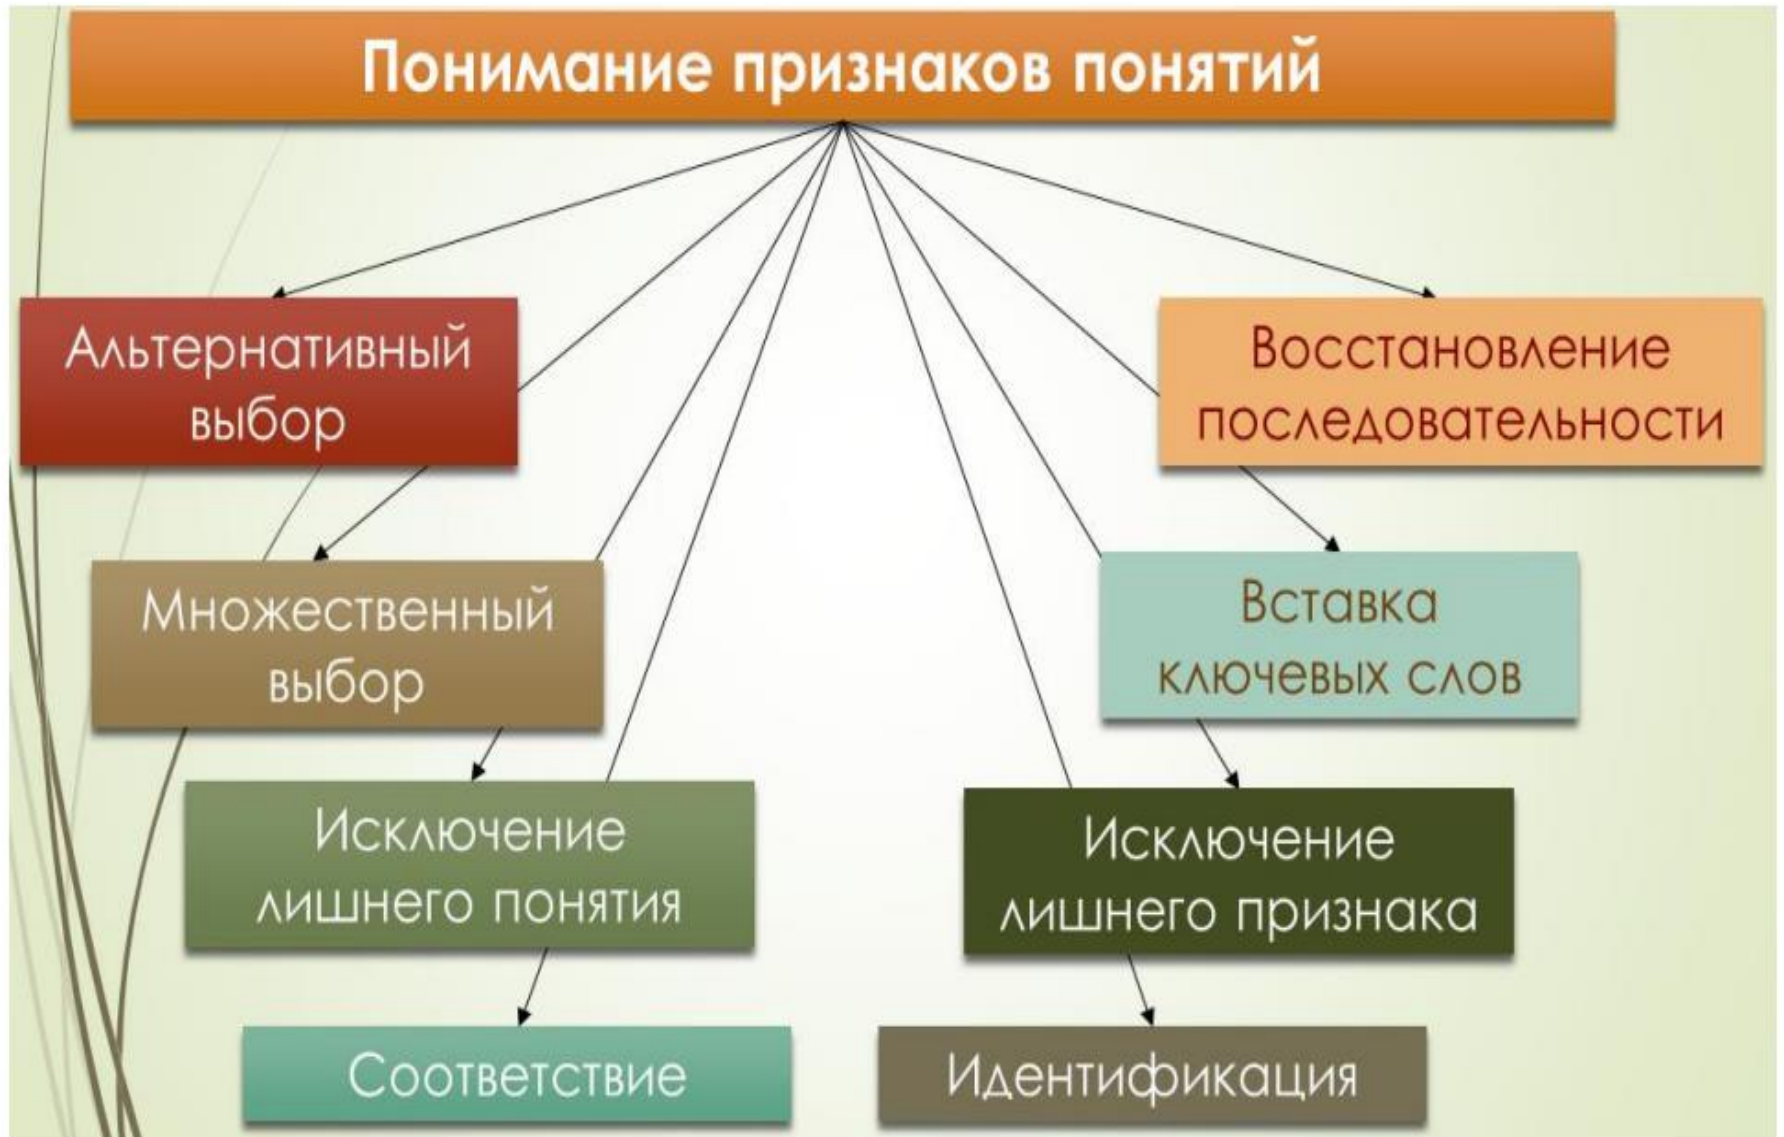 Понимание признаков понятий
Альтернативный
выбор
Множественный
выбор
Исключение
лишнего понятия
Соответствие
Восстановление
последовательности
Вставка
ключевых слов
Исключение
лишнего признака
Идентификация